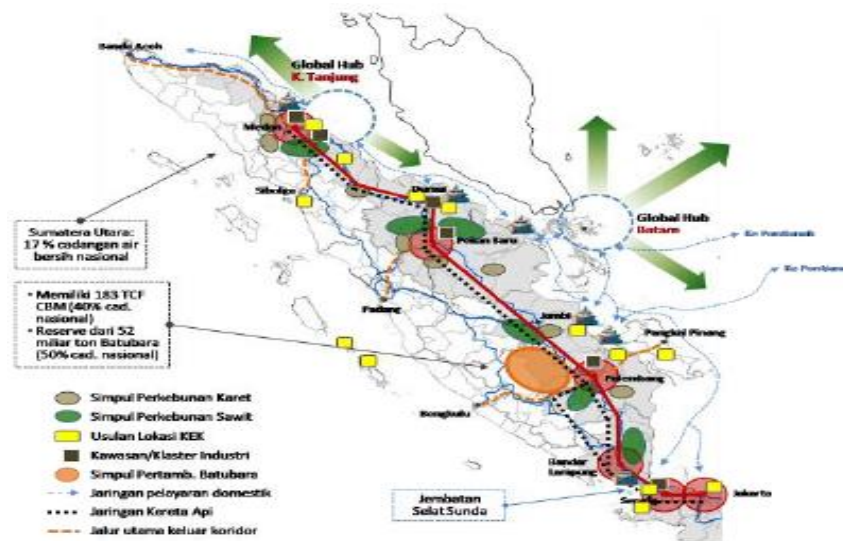 Banda Aceh
Global Hub
K. Tanjung
Medan
Sibolga
Dumai
Pekan Baru
Global Hub
Batam
Ke Pontianak
Sumatera Utara:
17 % cadangan air
bersih nasional
• Memiliki 183 TCF
CBM (40% cad.
nasional)
• Reserve dari 52
miliar ton Batubara
(50% cad. nasional)
Padang
Jambi
Pangkal Pinang
Palembang
Bengkulu
Bandar
Lampung
Jakarta
Jembatan
Selat Sunda
Simpul Perkebunan Karet
Simpul Perkebunan Sawit
Usulan Lokasi KEK
Kawasan/Klaster Industri
Simpul Pertamb. Batubara
Jaringan pelayaran domestik
Jaringan Kereta Api
Jalur utama keluar koridor